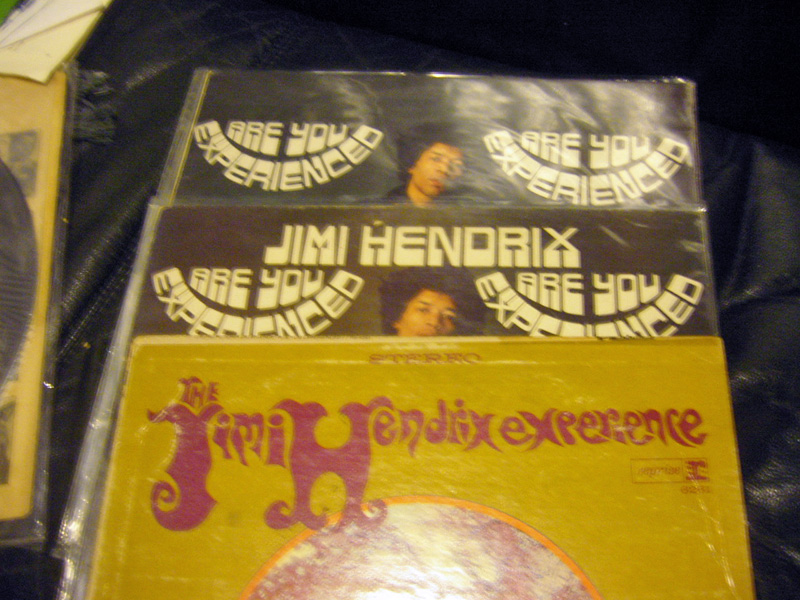 ARE YOU
EXPERIENCED
ARE YOU
EXPERIENCED
JIMI HENDRIX
ARE YOU
EXPERIENCED
ARE YOU
EXPERIENCED
STEREO
THE
Jimi Hendrix experience
reprise